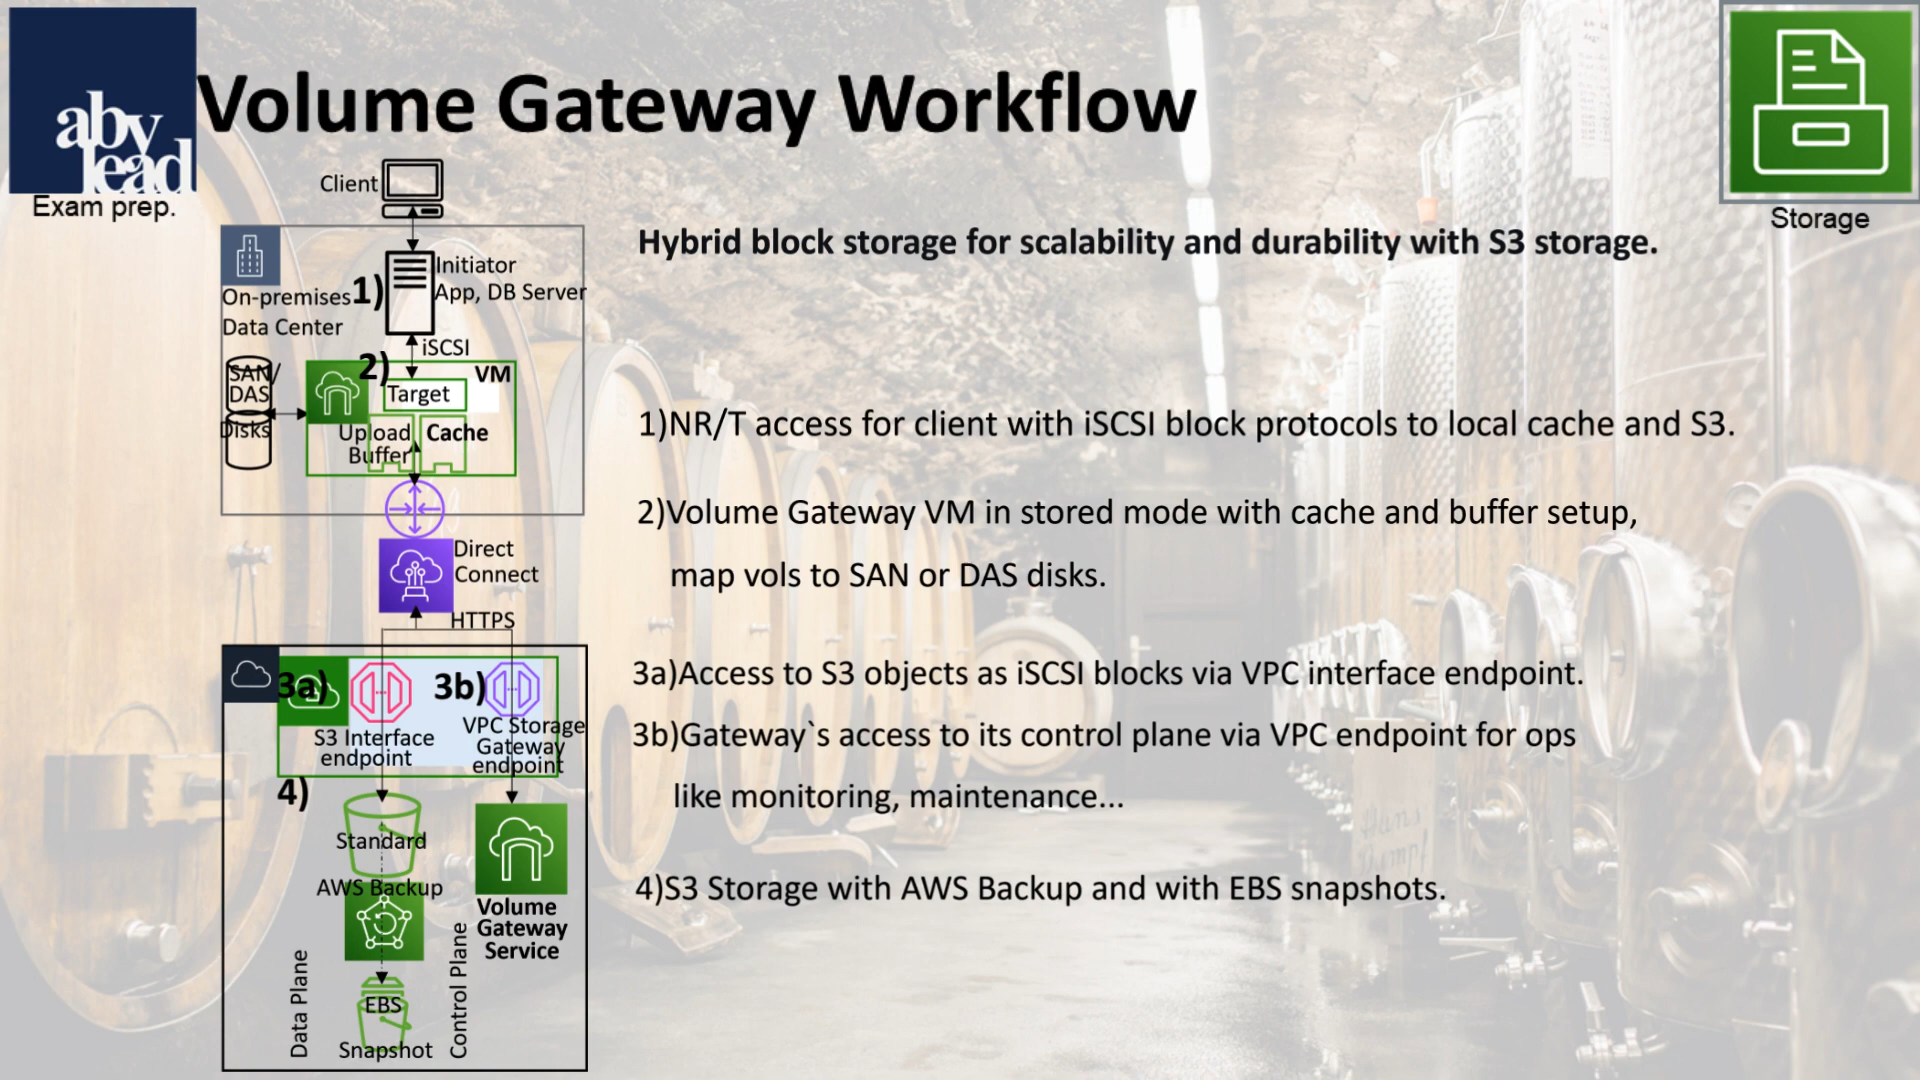 aby
lead
Exam prep.
Volume Gateway Workflow
Storage
Client
Hybrid block storage for scalability and durability with S3 storage.
Initiator
1)
App, DB Server
On-premises
Data Center
iSCSI
2)
VM
SAN/
DAS
Disks
Target
Upload
Buffer
Cache
1)NR/T access for client with iSCSI block protocols to local cache and S3.
2)Volume Gateway VM in stored mode with cache and buffer setup,
map vols to SAN or DAS disks.
Direct
Connect
HTTPS
3a)
3b)
S3 Interface
endpoint
VPC Storage
Gateway
endpoint
3a)Access to S3 objects as iSCSI blocks via VPC interface endpoint.
3b)Gateway`s access to its control plane via VPC endpoint for ops
like monitoring, maintenance...
4)
Standard
AWS Backup
Volume
Gateway
Service
4)S3 Storage with AWS Backup and with EBS snapshots.
Data Plane
Control Plane
EBS
Snapshot